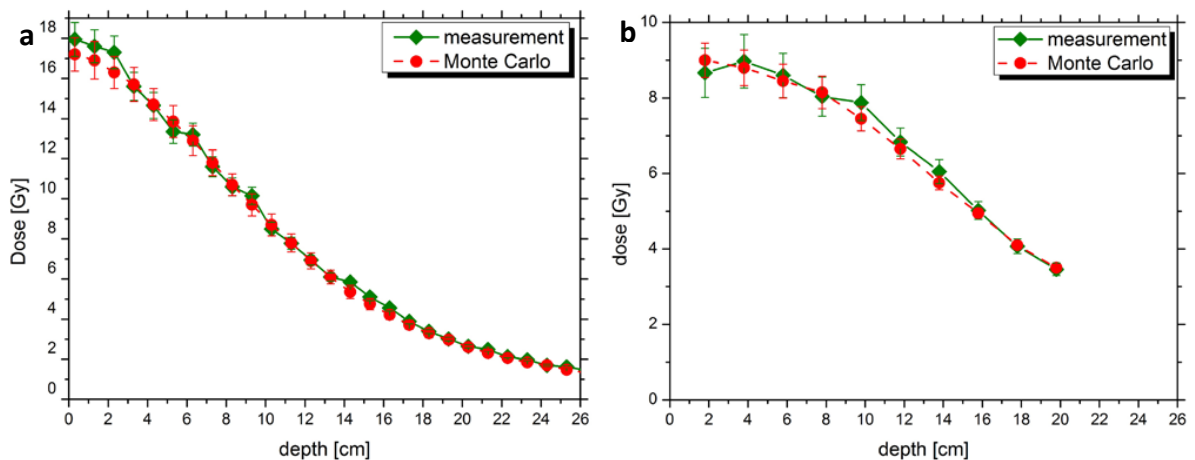 a
measurement
Monte Carlo
Dose [Gy]
18
16
14
12
10
8
6
4
2
0
0 2 4 6 8 10 12 14 16 18 20 22 24 26
depth [cm]
b
measurement
Monte Carlo
dose [Gy]
10
8
6
4
2
0
0 2 4 6 8 10 12 14 16 18 20 22 24 26
depth [cm]